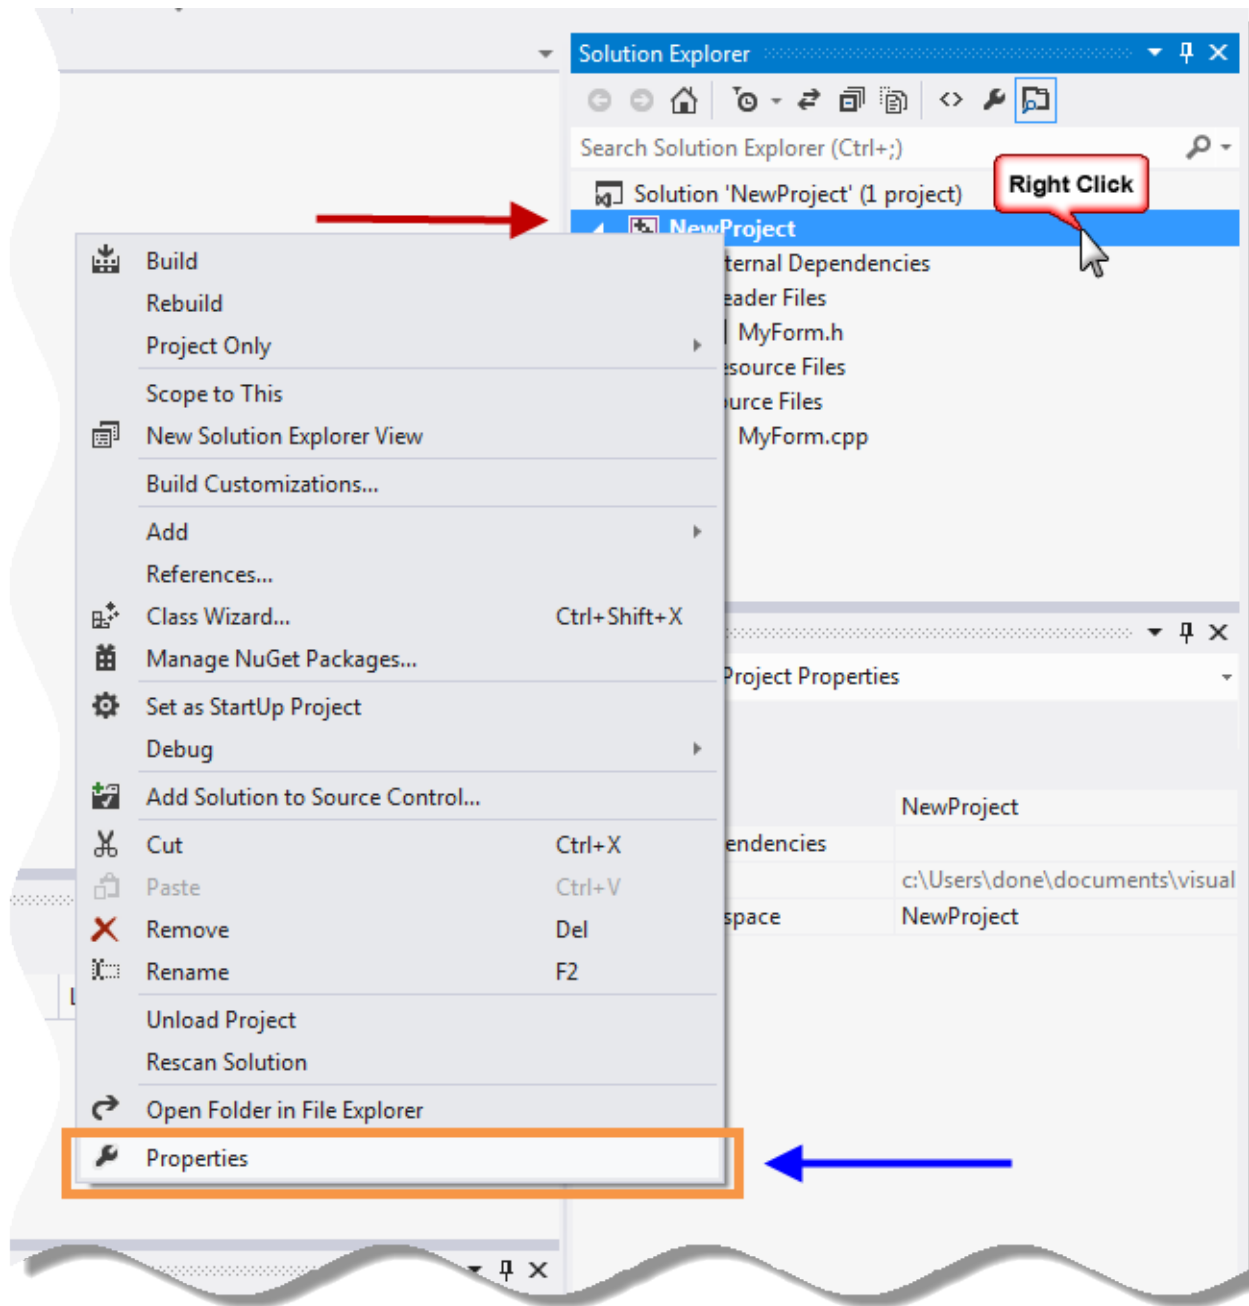 Solution Explorer
Search Solution Explorer (Ctrl+;)
Right Click
Solution 'NewProject' (1 project)
NewProject
ternal Dependencies
eader Files
MyForm.h
esource Files
urce Files
MyForm.cpp
Build
Rebuild
Project Only
Scope to This
New Solution Explorer View
Build Customizations...
Add
References...
Class Wizard... Ctrl+Shift+X
Manage NuGet Packages...
Set as StartUp Project
Debug
Add Solution to Source Control...
Cut Ctrl+X
Paste Ctrl+V
Remove Del
Rename F2
Unload Project
Rescan Solution
Open Folder in File Explorer
Properties
Project Properties
NewProject
endencies
c:\Users\done\documents\visual
space NewProject